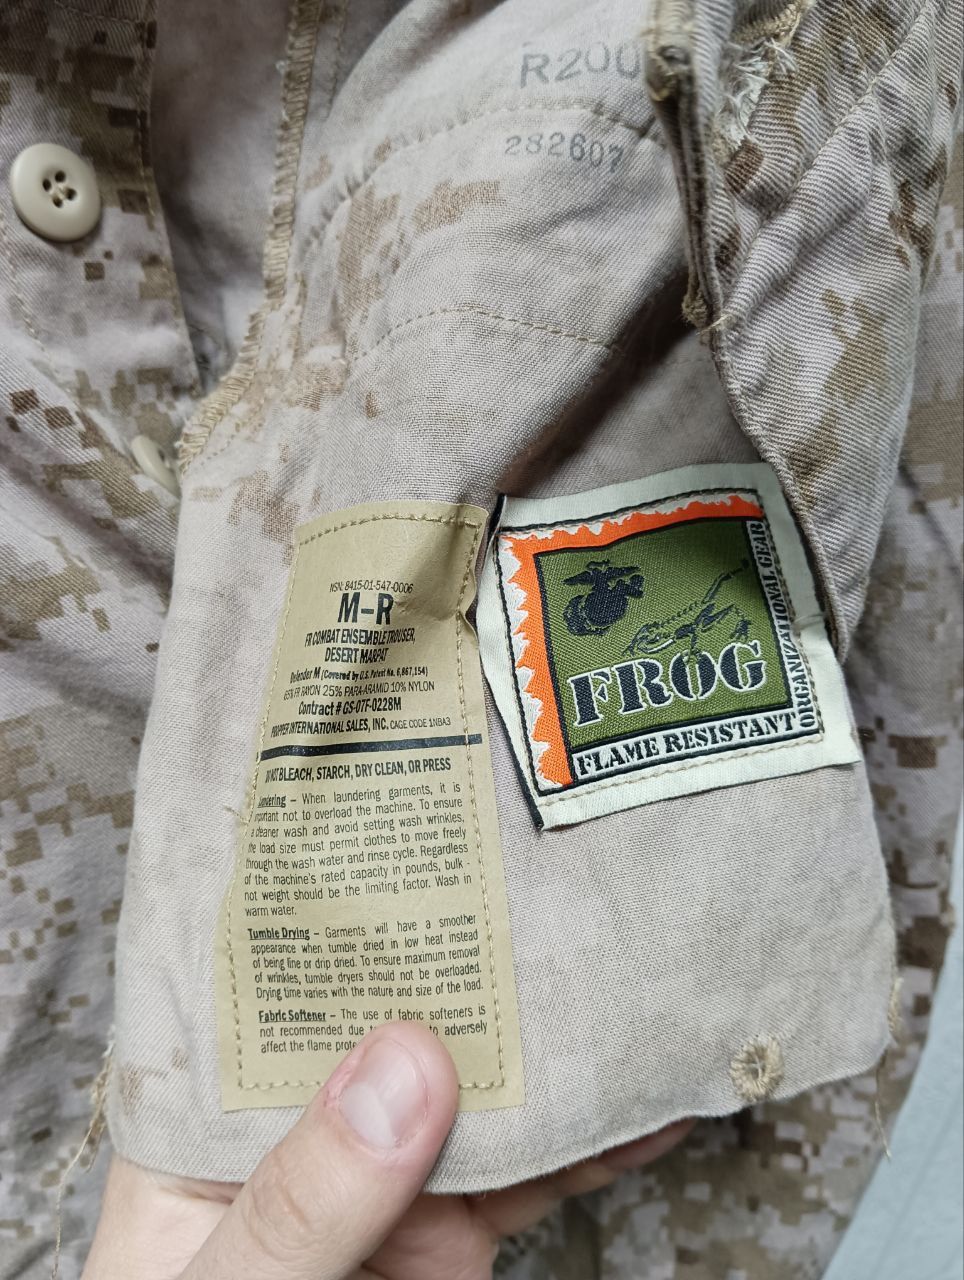 R200
282607
NSN: 8415-01-547-0006
M-R
FR COMBAT ENSEMBLE TROUSER,
DESERT MARPAT
Defender M (Covered by U.S. Patent No. 6,867,154)
65% FR RAYON 25% PARA-ARAMID 10% NYLON
Contract # GS-07F-0228M
PROPPER INTERNATIONAL SALES, INC. CAGE CODE 1NBA3
NOT BLEACH, STARCH, DRY CLEAN, OR PRESS
– When laundering garments, it is
not to overload the machine. To ensure
a cleaner wash and avoid setting wash wrinkles,
the load size must permit clothes to move freely
through the wash water and rinse cycle. Regardless
of the machine's rated capacity in pounds, bulk -
not weight should be the limiting factor. Wash in
warm water.
Tumble Drying – Garments will have a smoother
appearance when tumble dried in low heat instead
of being line or drip dried. To ensure maximum removal
of wrinkles, tumble dryers should not be overloaded.
Drying time varies with the nature and size of the load.
Fabric Softener – The use of fabric softeners is
not recommended due to adversely
affect the flame
FROG
FLAME RESISTANT
ORGANIZATIONAL GEAR